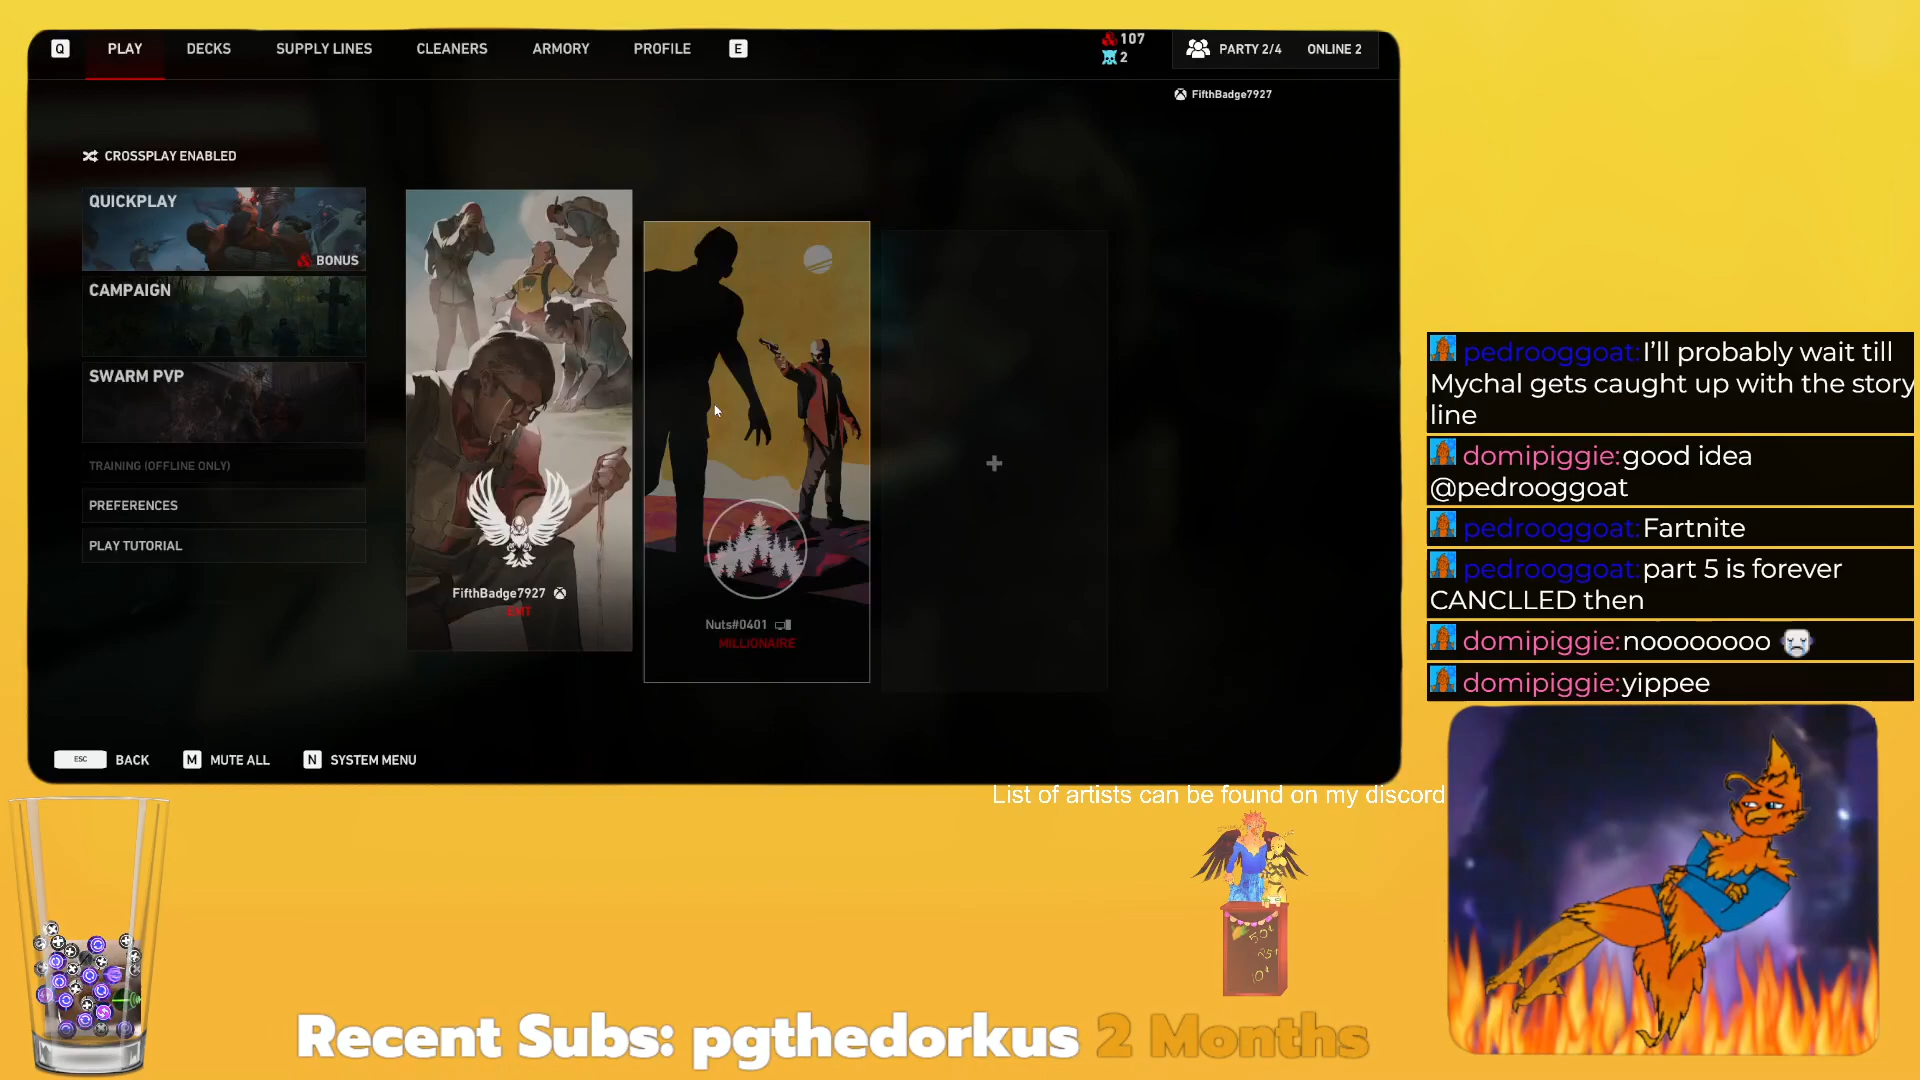 Q PLAY DECKS SUPPLY LINES CLEANERS ARMORY PROFILE E
107
2
PARTY 2/4 ONLINE 2
FifthBadge7927
CROSSPLAY ENABLED
QUICKPLAY
BONUS
CAMPAIGN
SWARM PVP
TRAINING (OFFLINE ONLY)
PREFERENCES
PLAY TUTORIAL
FifthBadge7927
EMT
Nuts#0401
MILLIONAIRE
ESC BACK M MUTE ALL N SYSTEM MENU
pedrooggoat:I’ll probably wait till
Mychal gets caught up with the story
line
domipiggie:good idea
@pedrooggoat
pedrooggoat:Fartnite
pedrooggoat:part 5 is forever
CANCLLED then
domipiggie:noooooooo
domipiggie:yippee
List of artists can be found on my discord
Recent Subs: pgthedorkus 2 Months